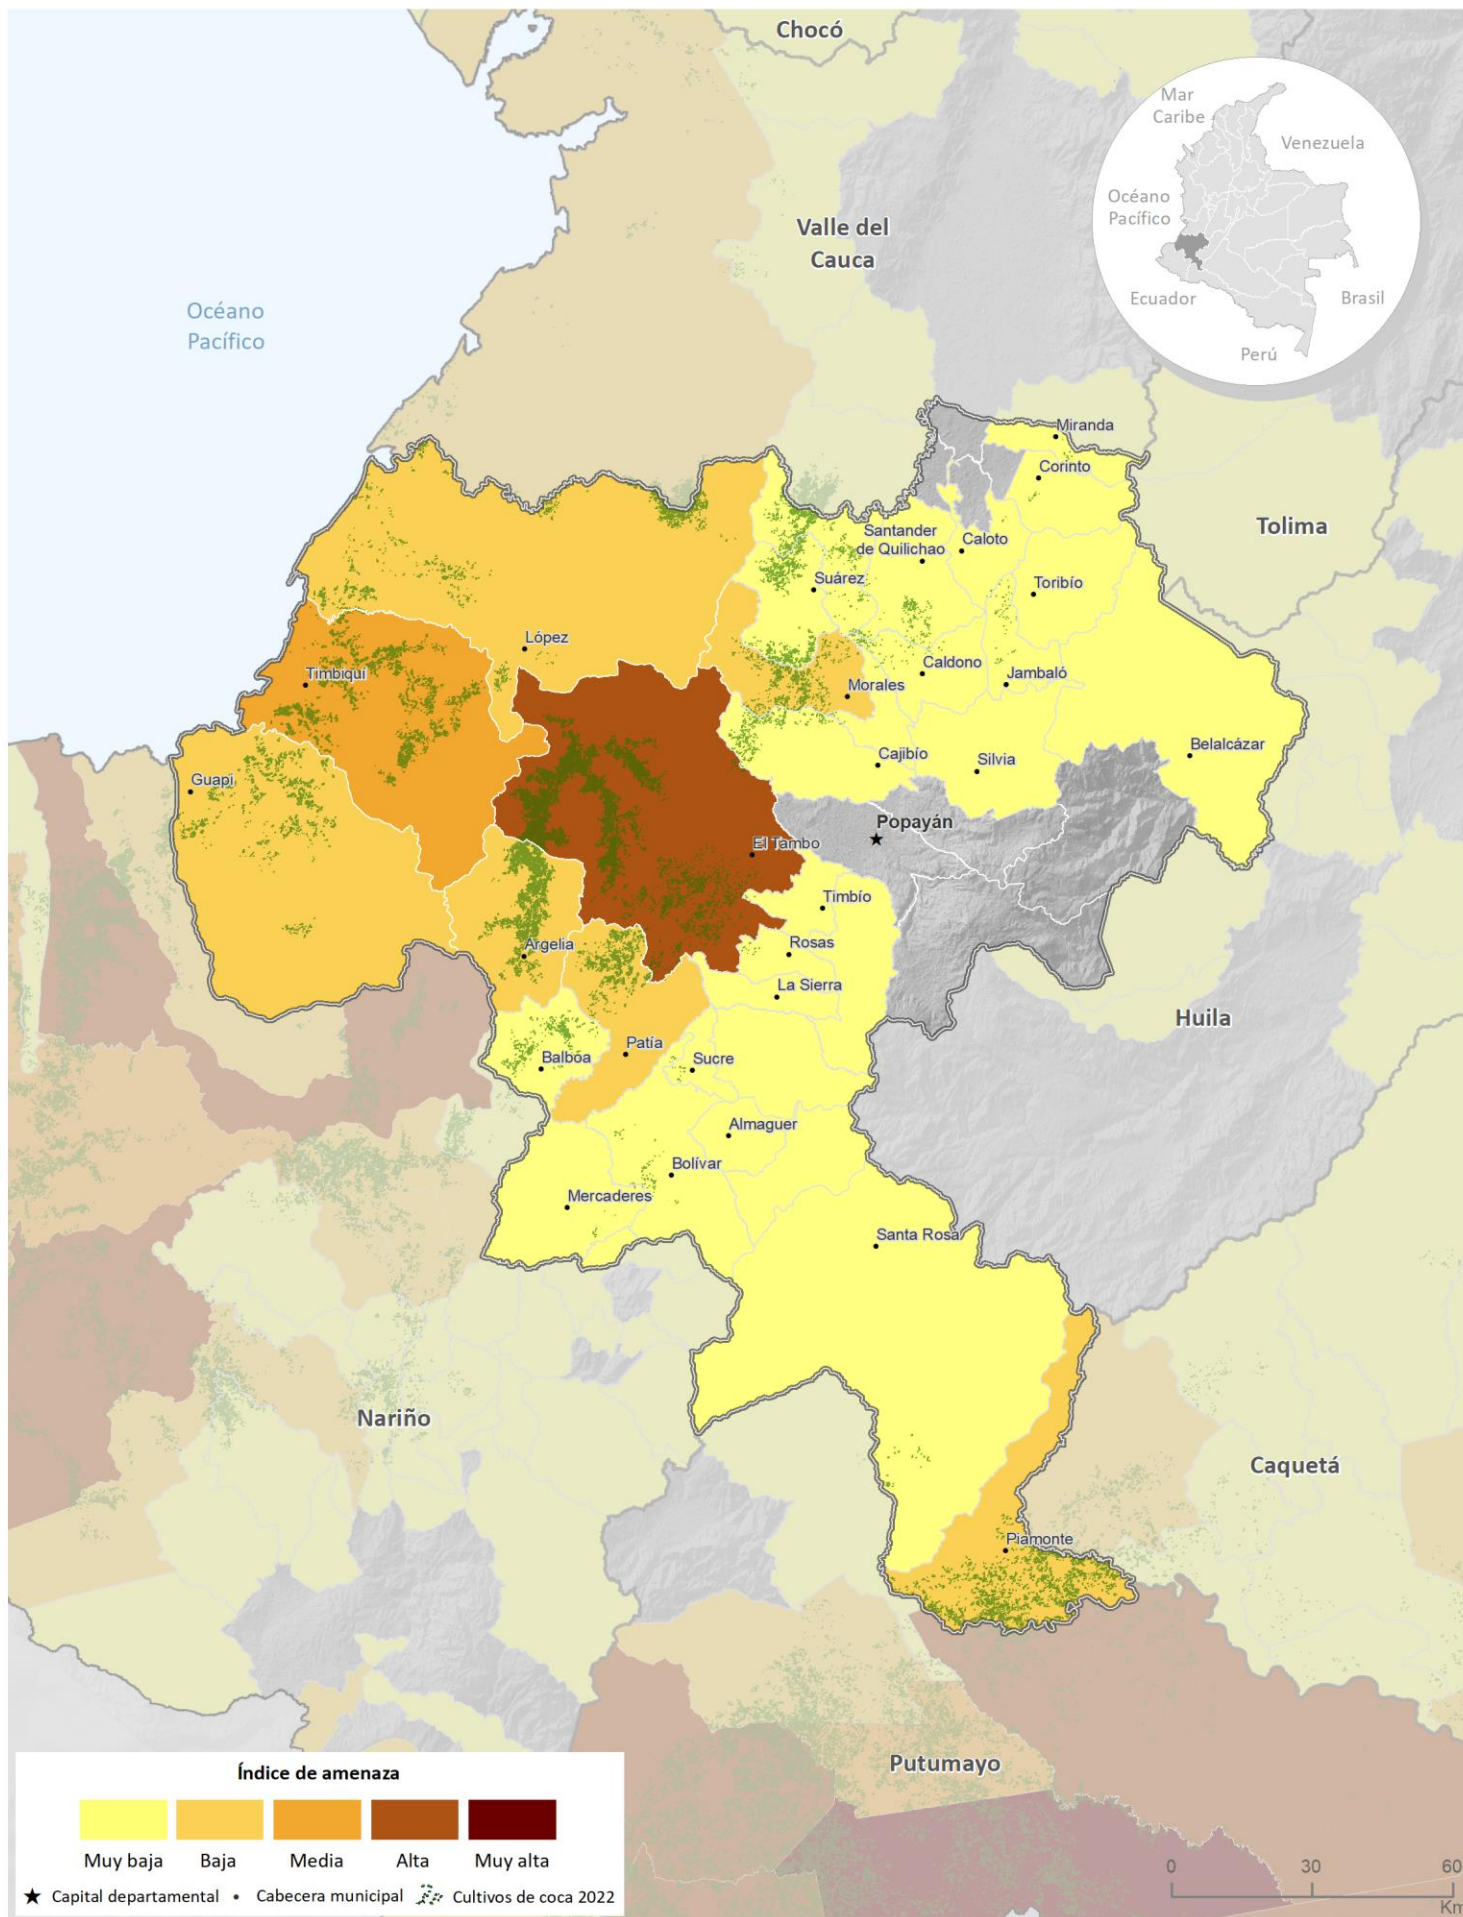 Chocó
Mar
Caribe
Venezuela
Océano
Pacífico
Ecuador
Brasil
Perú
Valle del
Cauca
Océano
Pacífico
Miranda
Corinto
Tolima
Santander
de Quilichao
Caloto
Suárez
Toribío
López
Timbiquí
Caldono
Jambaló
Morales
Belalcázar
Cajibío
Silvia
Guapi
Popayán
El Tambo
Timbío
Argelia
Rosas
La Sierra
Huila
Patía
Balboa
Sucre
Almaguer
Bolívar
Mercaderes
Santa Rosa
Nariño
Caquetá
Piamonte
Putumayo
Índice de amenaza
Muy baja
Baja
Media
Alta
Muy alta
Capital departamental
Cabecera municipal
Cultivos de coca 2022
0
30
60
Km